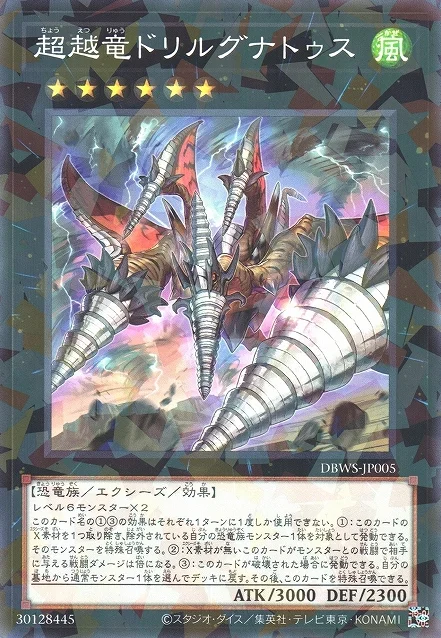 超越竜ドリルグナトゥス
風
DBWS-JP005
【恐竜族/エクシーズ/効果】
レベル6モンスター×2
このカード名の①③の効果はそれぞれ1ターンに1度しか使用できない。①:このカードの
X素材を1つ取り除き、除外されている自分の恐竜族モンスター1体を対象として発動できる。
そのモンスターを特殊召喚する。②:X素材が無いこのカードがモンスターとの戦闘で相手
に与える戦闘ダメージは倍になる。③:このカードが破壊された場合に発動できる。自分の
墓地から通常モンスター1体を選んでデッキに戻す。その後、このカードを特殊召喚する。
ATK/3000 DEF/2300
30128445
©スタジオ・ダイス/集英社・テレビ東京・KONAMI